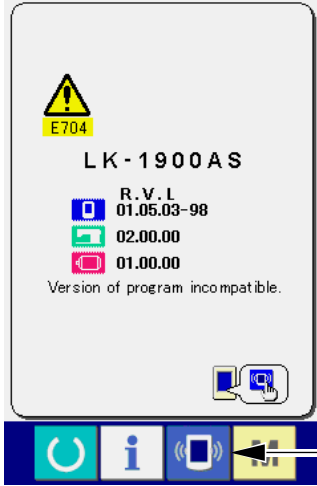 E704
LK-1900AS
R.V.L
01.05.03-98
02.00.00
01.00.00
Version of program incompatible.
i
M